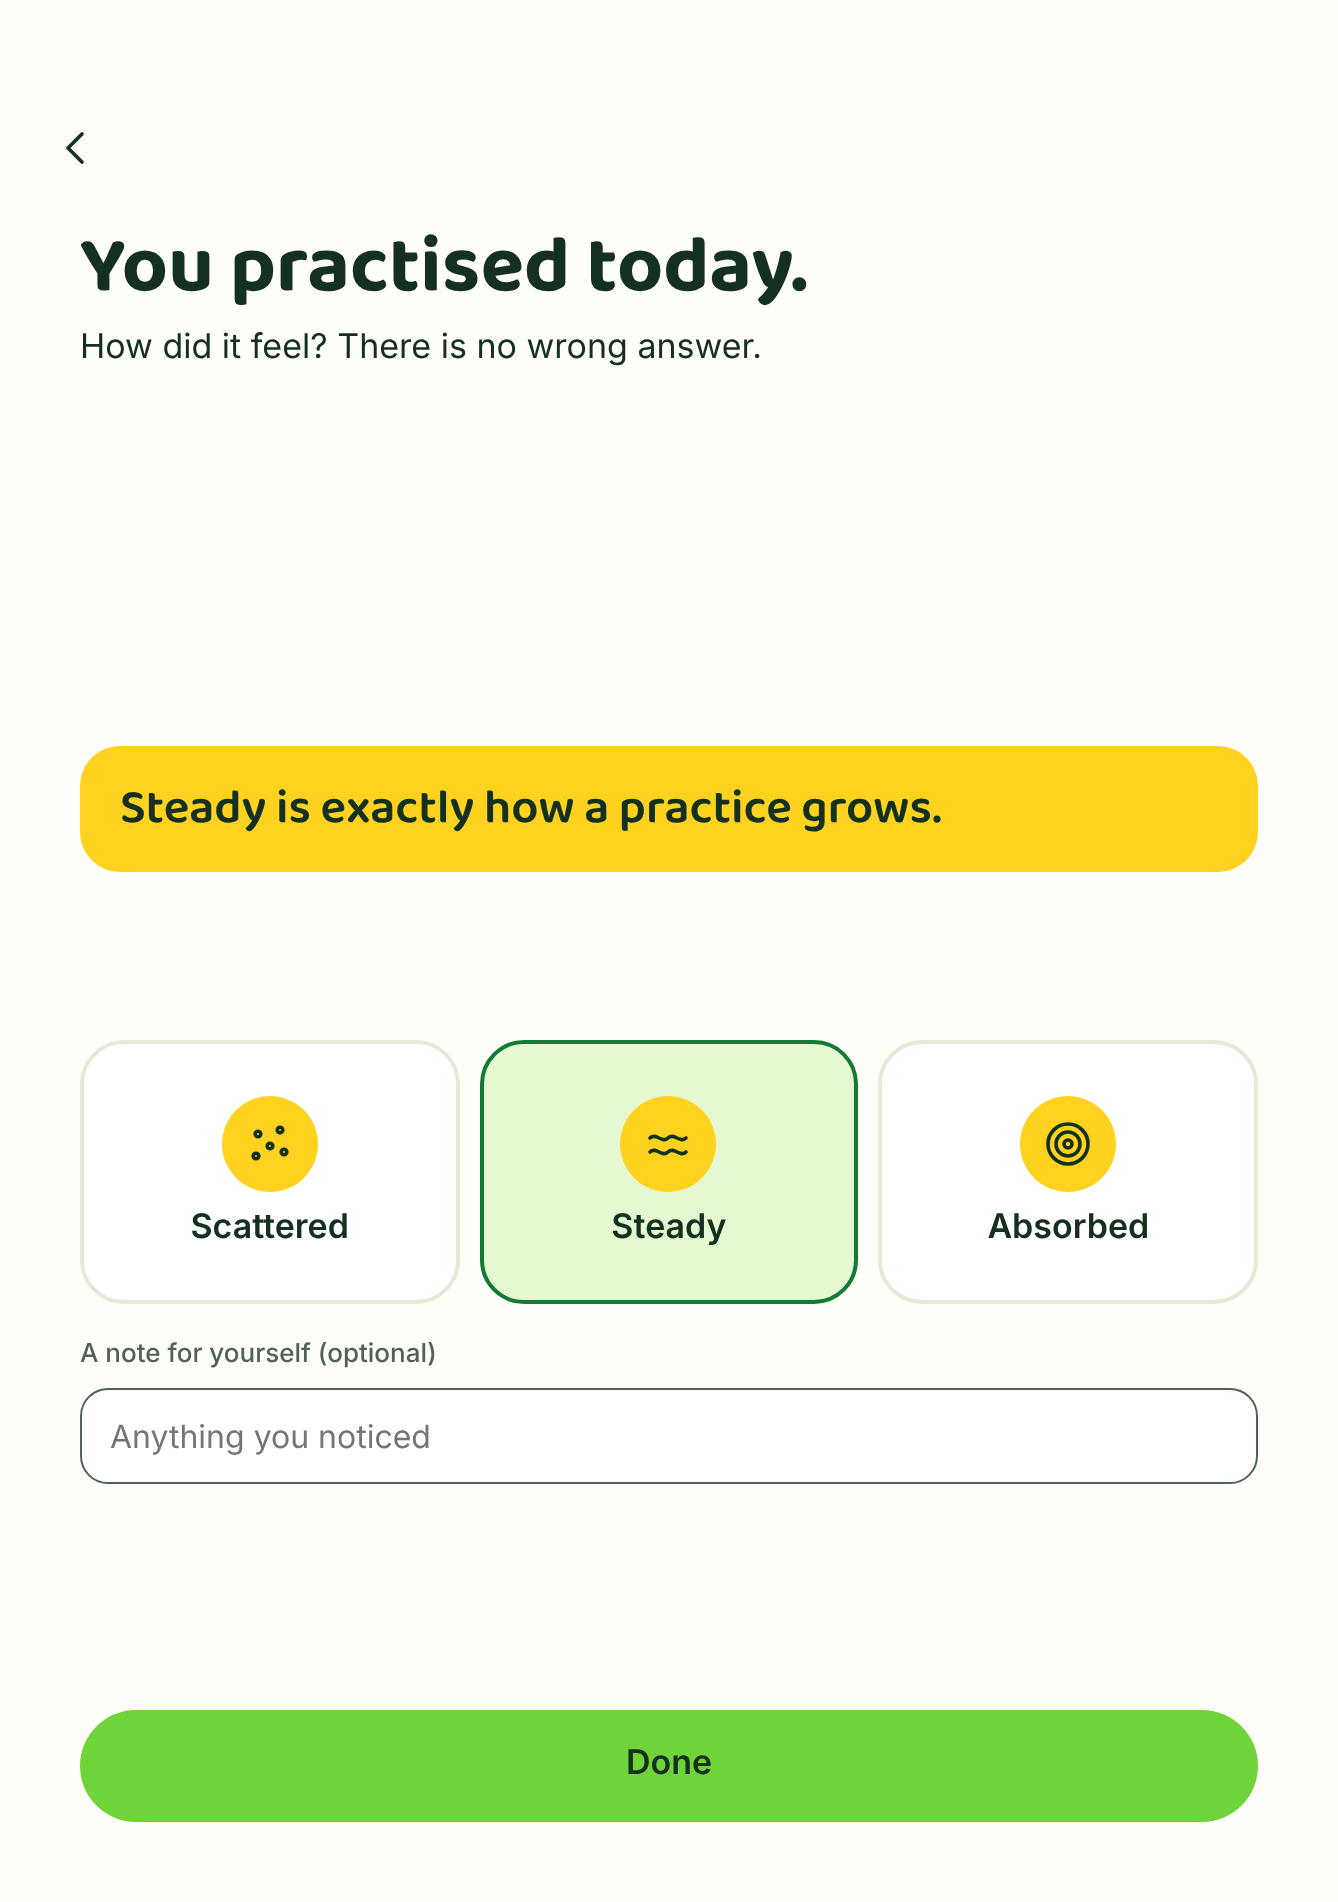 You practised today.
How did it feel? There is no wrong answer.
Steady is exactly how a practice grows.
Scattered
Steady
Absorbed
A note for yourself (optional)
Anything you noticed
Done